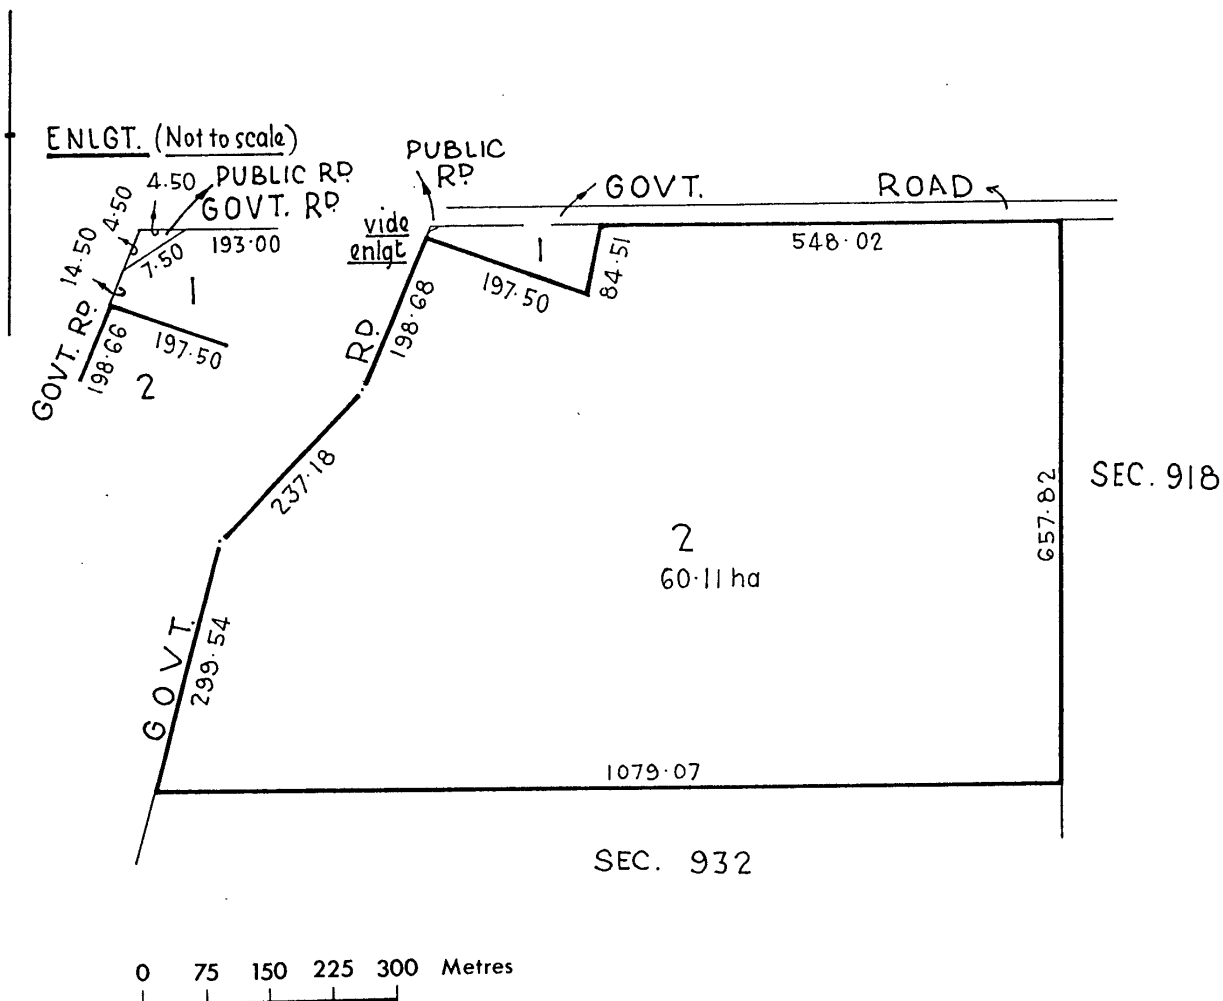 ENLGT. (Not to scale)
4.50
PUBLIC RD.
4.50
GOVT. RD.
193.00
14.50
7.50
1
GOVT. RD.
198.66
197.50
2
PUBLIC
RD.
vide
enlgt
GOVT.
ROAD
1
548.02
197.50
84.51
RD.
198.68
237.18
SEC. 918
657.82
2
60.11 ha
GOVT.
299.54
1079.07
SEC. 932
0 75 150 225 300 Metres